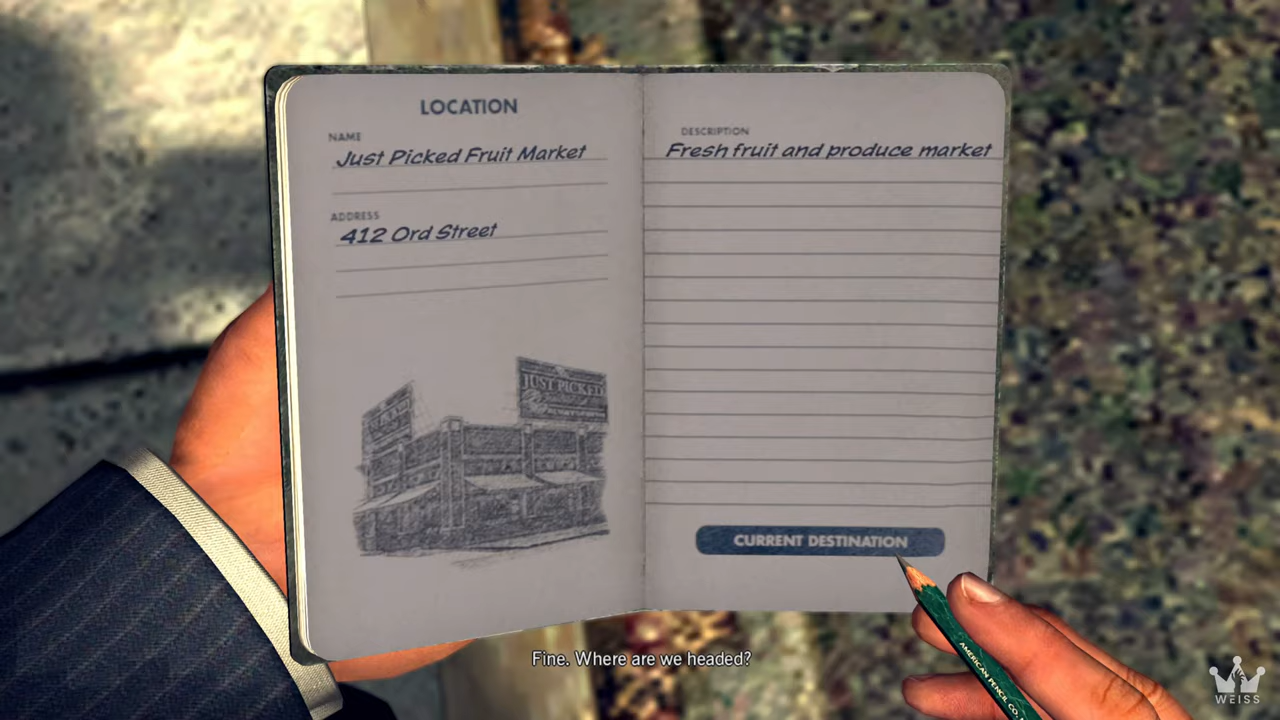 LOCATION
NAME
Just Picked Fruit Market
ADDRESS
412 Ord Street
JUST PICKED
DESCRIPTION
Fresh fruit and produce market
CURRENT DESTINATION
AMERICAN PENCIL CO.
Fine. Where are we headed?
WEISS